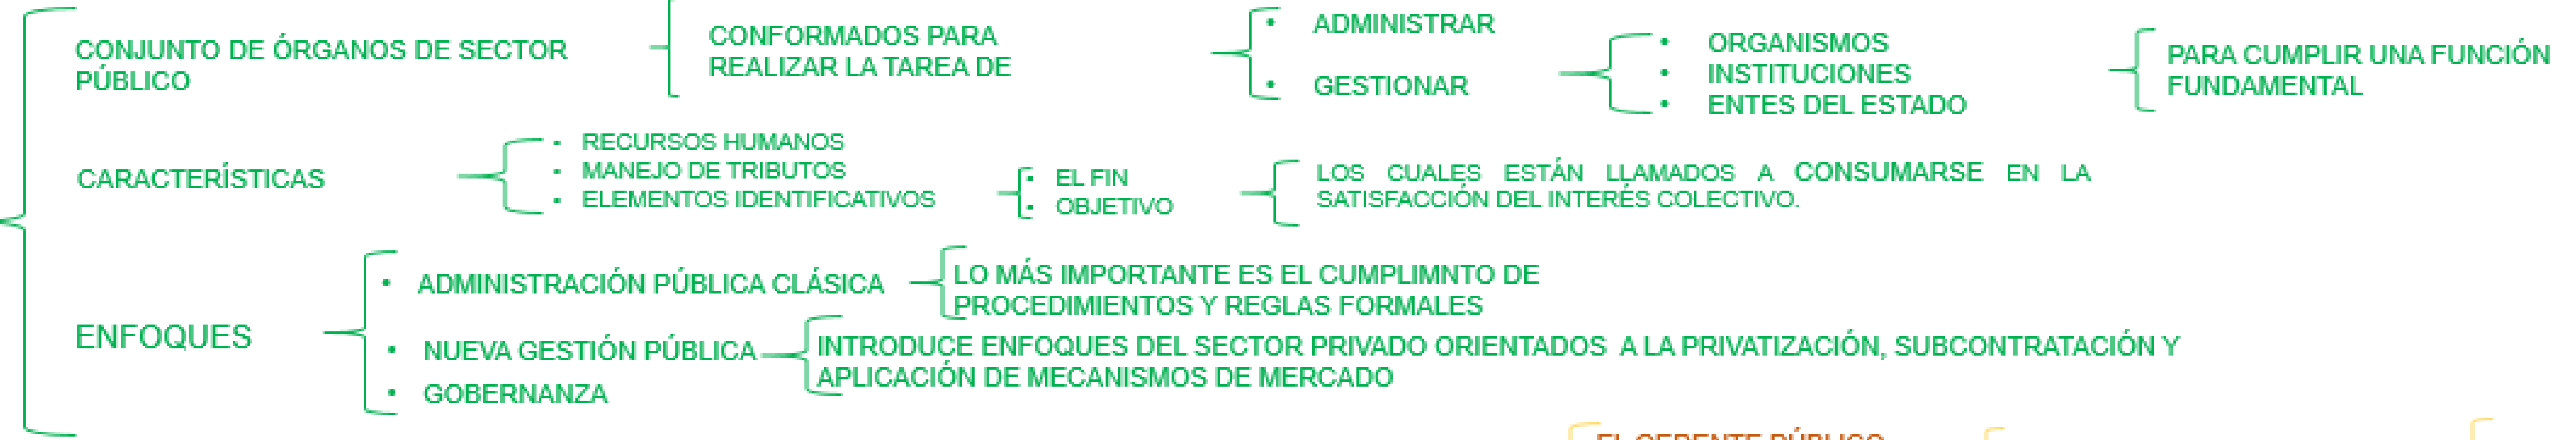 CONJUNTO DE ÓRGANOS DE SECTOR
PÚBLICO
CONFORMADOS PARA
REALIZAR LA TAREA DE
• ADMINISTRAR
• GESTIONAR
• ORGANISMOS
• INSTITUCIONES
• ENTES DEL ESTADO
PARA CUMPLIR UNA FUNCIÓN
FUNDAMENTAL
CARACTERÍSTICAS
• RECURSOS HUMANOS
• MANEJO DE TRIBUTOS
• ELEMENTOS IDENTIFICATIVOS
• EL FIN
• OBJETIVO
LOS CUALES ESTÁN LLAMADOS A CONSUMARSE EN LA
SATISFACCIÓN DEL INTERÉS COLECTIVO.
ENFOQUES
• ADMINISTRACIÓN PÚBLICA CLÁSICA
LO MÁS IMPORTANTE ES EL CUMPLIMNTO DE
PROCEDIMIENTOS Y REGLAS FORMALES
• NUEVA GESTIÓN PÚBLICA
INTRODUCE ENFOQUES DEL SECTOR PRIVADO ORIENTADOS A LA PRIVATIZACIÓN, SUBCONTRATACIÓN Y
APLICACIÓN DE MECANISMOS DE MERCADO
• GOBERNANZA
EL GERENTE PÚBLICO